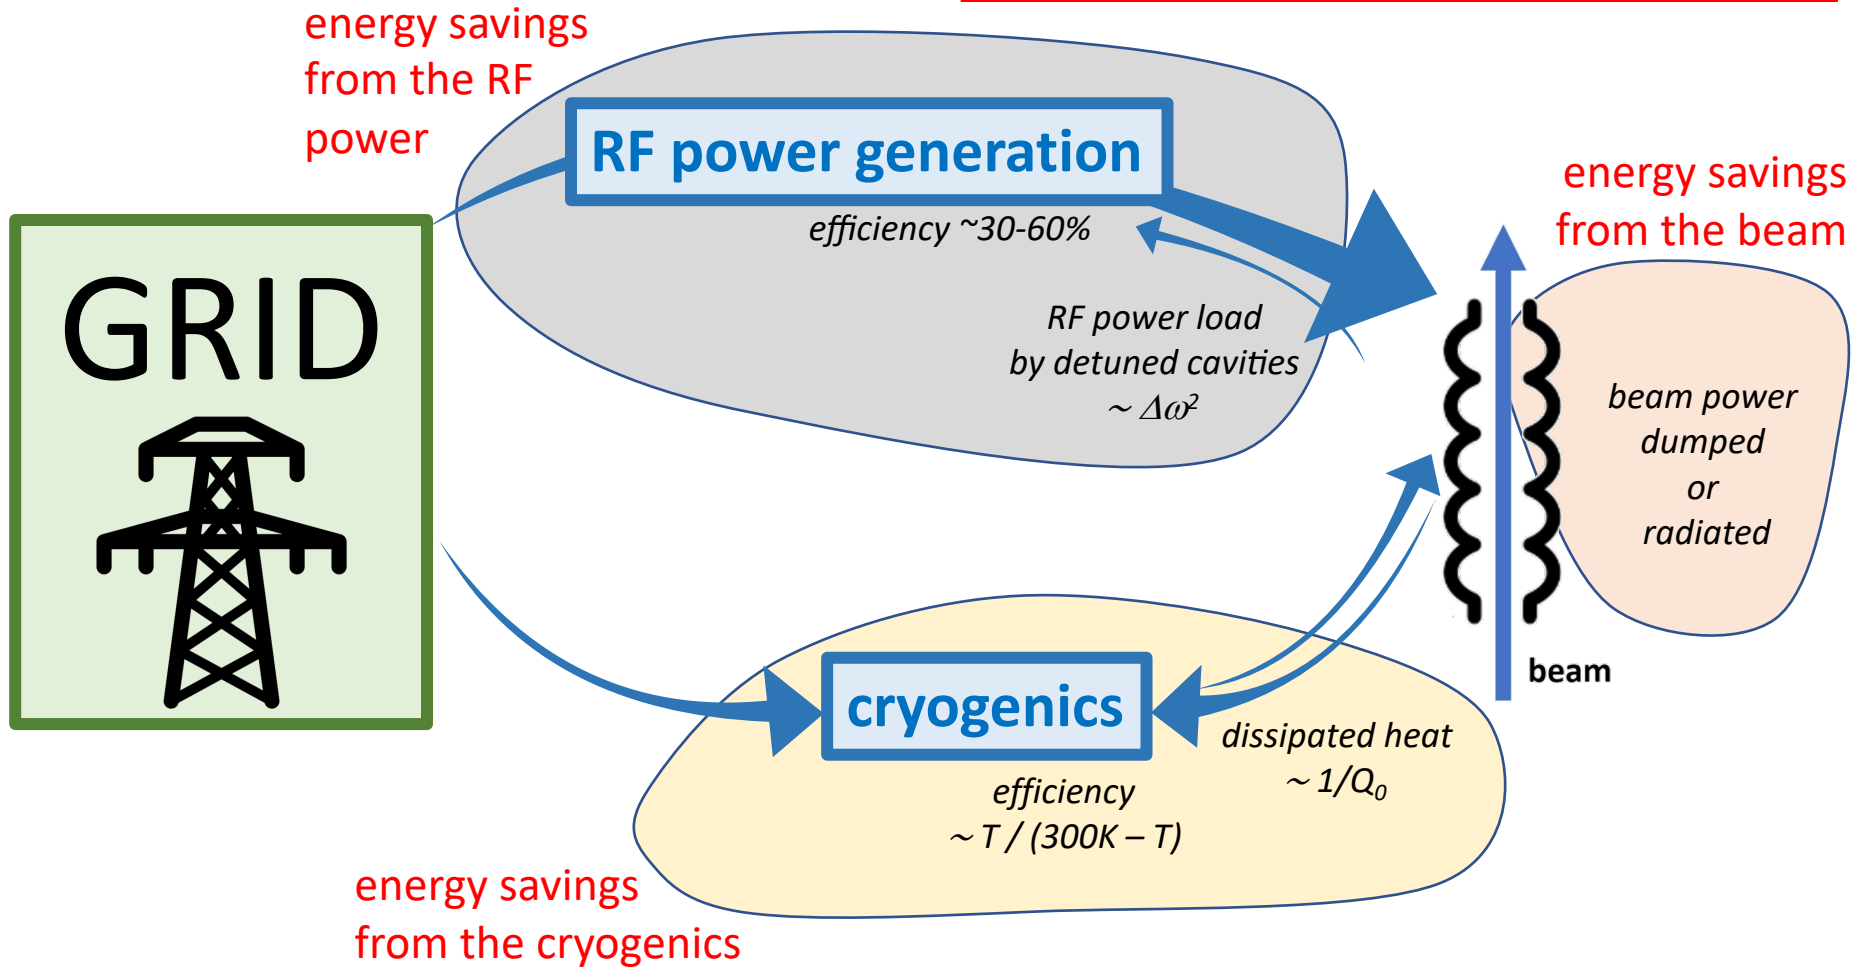 energy savings
from the RF
power
RF power generation
efficiency ~30-60%
RF power load
by detuned cavities
~ Δω²
GRID
energy savings
from the beam
beam power
dumped
or
radiated
beam
cryogenics
dissipated heat
~ 1/Q₀
efficiency
~ T / (300K – T)
energy savings
from the cryogenics